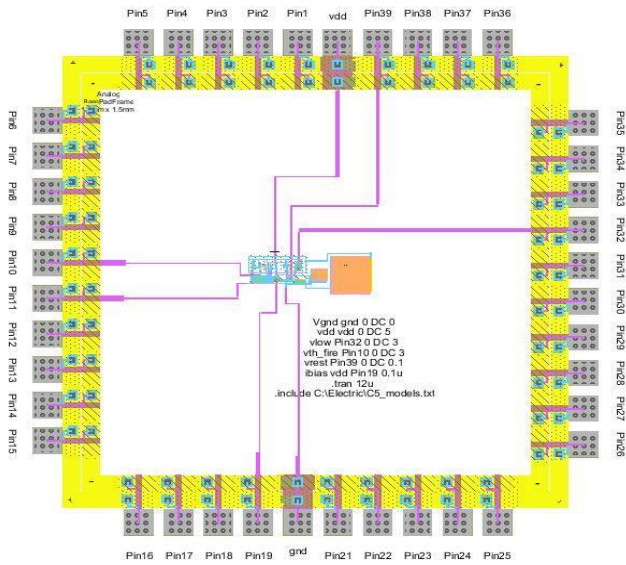 Pin5 Pin4 Pin3 Pin2 Pin1 vdd Pin39 Pin38 Pin37 Pin36
Analog
PadFrame
x 1.5mm
Pin6
Pin7
Pin8
Pin9
Pin10
Pin11
Pin12
Pin13
Pin14
Pin15
Pin35
Pin34
Pin33
Pin32
Pin31
Pin30
Pin29
Pin28
Pin27
Pin26
Vgnd gnd 0 DC 0
vdd vdd 0 DC 5
vlow Pin32 0 DC 3
vth_fire Pin10 0 DC 3
vrest Pin39 0 DC 0.1
ibias vdd Pin19 0.1u
.tran 12u
.include C:\Electric\C5_models.txt
Pin16 Pin17 Pin18 Pin19 gnd Pin21 Pin22 Pin23 Pin24 Pin25